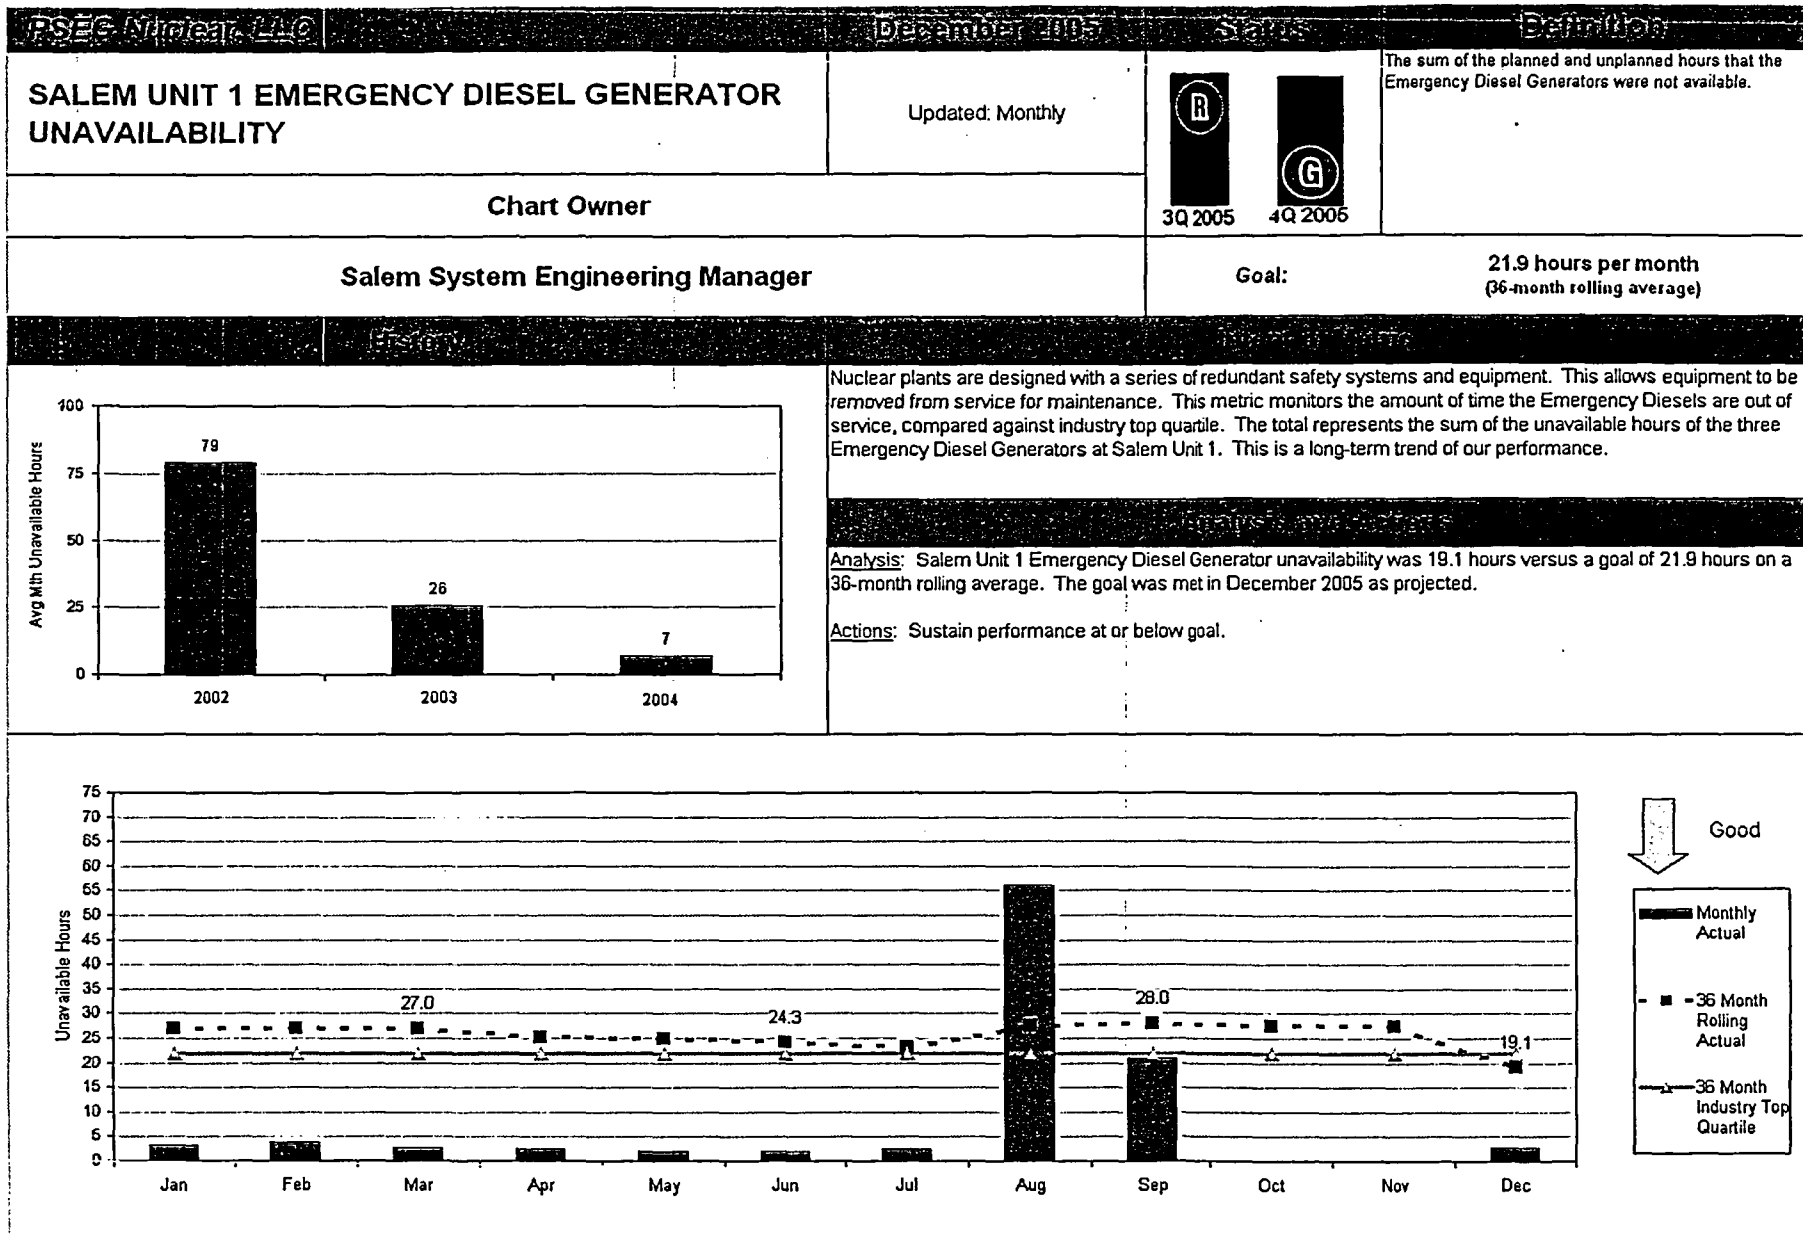 PSEG Nuclear, LLC
December 2005
Status
Definition
SALEM UNIT 1 EMERGENCY DIESEL GENERATOR
UNAVAILABILITY
Updated: Monthly
R
G
3Q 2005
4Q 2005
The sum of the planned and unplanned hours that the
Emergency Diesel Generators were not available.
Chart Owner
Salem System Engineering Manager
Goal:
21.9 hours per month
(36-month rolling average)
History
Nuclear plants are designed with a series of redundant safety systems and equipment. This allows equipment to be
removed from service for maintenance. This metric monitors the amount of time the Emergency Diesels are out of
service, compared against industry top quartile. The total represents the sum of the unavailable hours of the three
Emergency Diesel Generators at Salem Unit 1. This is a long-term trend of our performance.
Analysis and Actions
Analysis: Salem Unit 1 Emergency Diesel Generator unavailability was 19.1 hours versus a goal of 21.9 hours on a
36-month rolling average. The goal was met in December 2005 as projected.
Actions: Sustain performance at or below goal.
Avg Mth Unavailable Hours
100
75
50
25
0
79
26
7
2002
2003
2004
Unavailable Hours
75
70
65
60
55
50
45
40
35
30
25
20
15
10
5
0
27.0
24.3
28.0
19.1
Jan
Feb
Mar
Apr
May
Jun
Jul
Aug
Sep
Oct
Nov
Dec
Good
Monthly
Actual
36 Month
Rolling
Actual
36 Month
Industry Top
Quartile